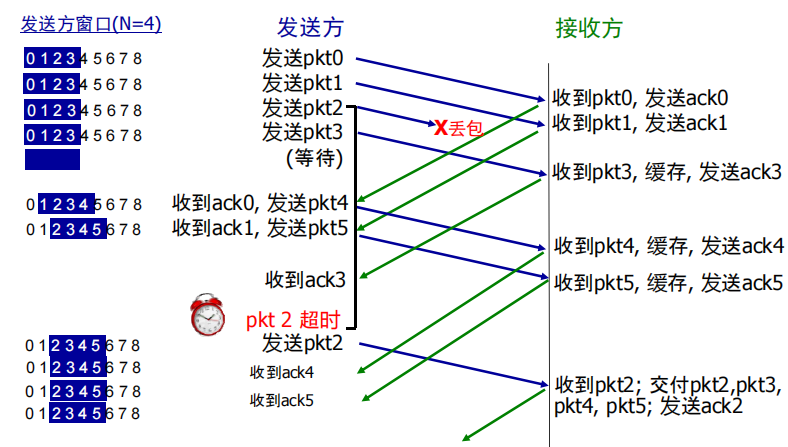 发送方窗口(N=4)
发送方
接收方
0 1 2 3 4 5 6 7 8
发送pkt0
0 1 2 3 4 5 6 7 8
发送pkt1
收到pkt0, 发送ack0
0 1 2 3 4 5 6 7 8
发送pkt2
X丢包
收到pkt1, 发送ack1
0 1 2 3 4 5 6 7 8
发送pkt3
(等待)
收到pkt3, 缓存, 发送ack3
0 1 2 3 4 5 6 7 8
收到ack0, 发送pkt4
0 1 2 3 4 5 6 7 8
收到ack1, 发送pkt5
收到pkt4, 缓存, 发送ack4
收到ack3
收到pkt5, 缓存, 发送ack5
pkt 2 超时
0 1 2 3 4 5 6 7 8
发送pkt2
0 1 2 3 4 5 6 7 8
收到ack4
0 1 2 3 4 5 6 7 8
收到ack5
收到pkt2; 交付pkt2,pkt3,
0 1 2 3 4 5 6 7 8
pkt4, pkt5; 发送ack2